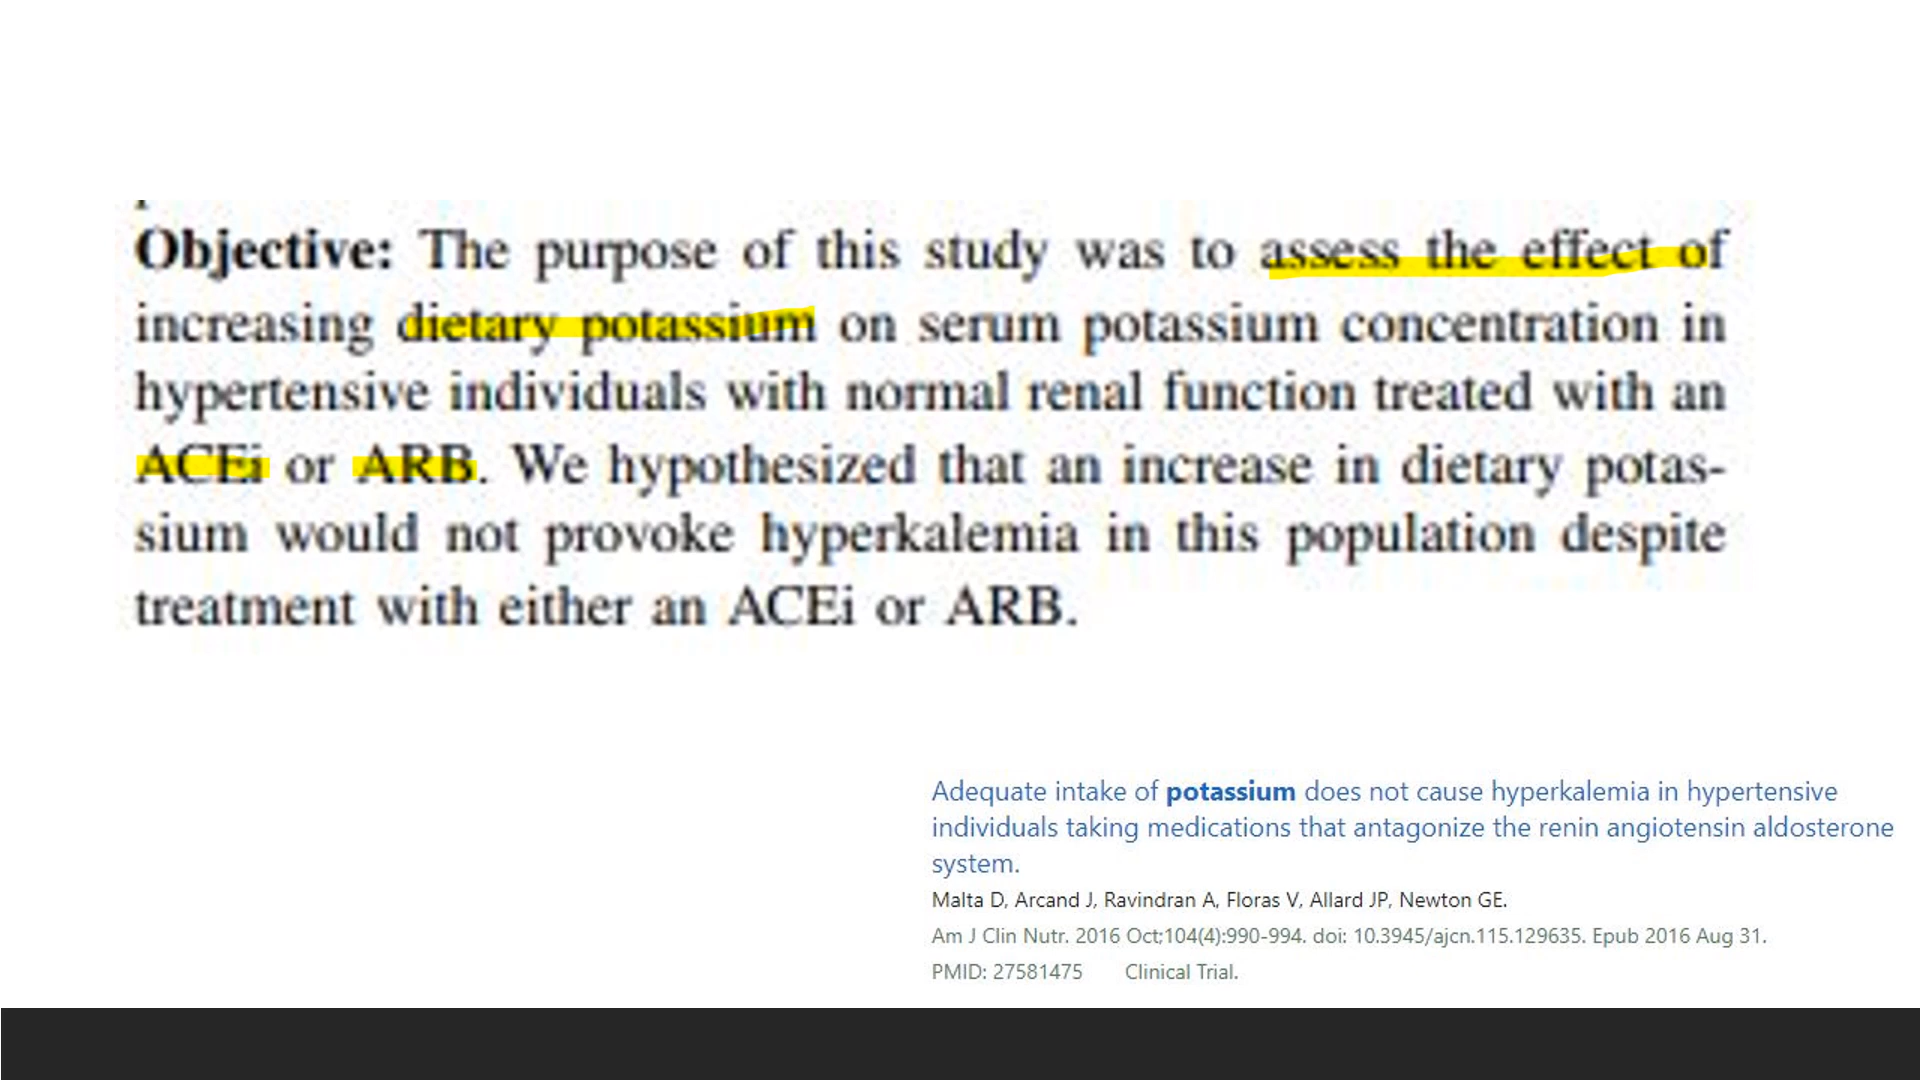 Objective: The purpose of this study was to assess the effect of
increasing dietary potassium on serum potassium concentration in
hypertensive individuals with normal renal function treated with an
ACEi or ARB. We hypothesized that an increase in dietary potas-
sium would not provoke hyperkalemia in this population despite
treatment with either an ACEi or ARB.
Adequate intake of potassium does not cause hyperkalemia in hypertensive
individuals taking medications that antagonize the renin angiotensin aldosterone
system.
Malta D, Arcand J, Ravindran A, Floras V, Allard JP, Newton GE.
Am J Clin Nutr. 2016 Oct;104(4):990-994. doi: 10.3945/ajcn.115.129635. Epub 2016 Aug 31.
PMID: 27581475 Clinical Trial.